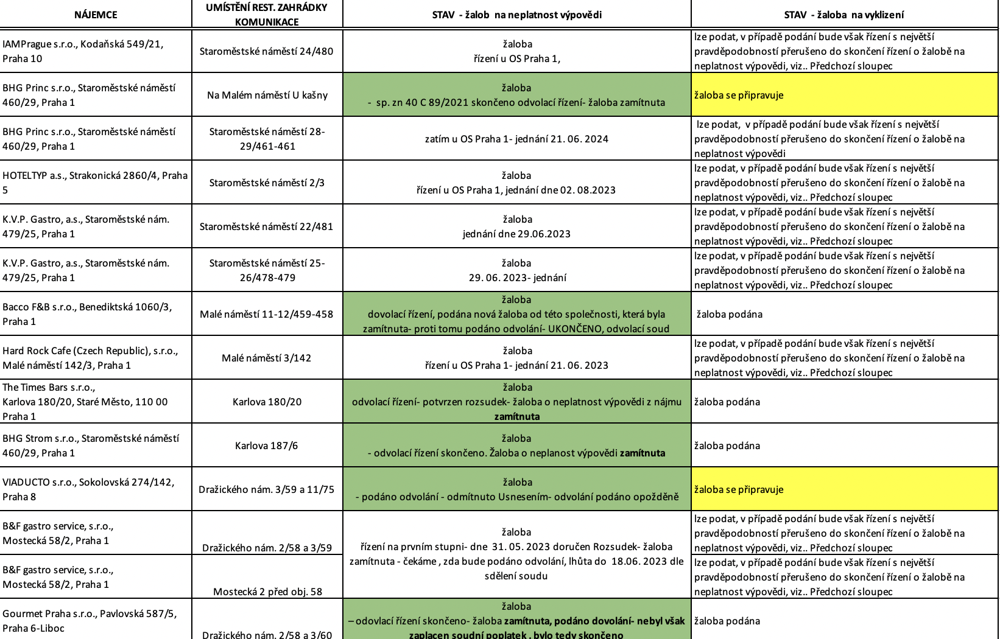 NÁJEMCE
UMÍSTĚNÍ REST. ZAHRÁDKY
KOMUNIKACE
STAV - žalob na neplatnost výpovědi
STAV - žaloba na vyklizení
IAMPrague s.r.o., Kodaňská 549/21,
Praha 10
Staroměstské náměstí 24/480
žaloba
řízení u OS Praha 1,
lze podat, v případě podání bude však řízení s největší
pravděpodobností přerušeno do skončení řízení o žalobě na
neplatnost výpovědi, viz.. Předchozí sloupec
BHG Princ s.r.o., Staroměstské náměstí
460/29, Praha 1
Na Malém náměstí U kašny
žaloba
- sp. zn 40 C 89/2021 skončeno odvolací řízení- žaloba zamítnuta
žaloba se připravuje
BHG Princ s.r.o., Staroměstské náměstí
460/29, Praha 1
Staroměstské náměstí 28-
29/461-461
zatím u OS Praha 1- jednání 21. 06. 2024
lze podat, v případě podání bude však řízení s největší
pravděpodobností přerušeno do skončení řízení o žalobě na
neplatnost výpovědi
HOTELTYP a.s., Strakonická 2860/4, Praha
5
Staroměstské náměstí 2/3
žaloba
řízení u OS Praha 1, jednání dne 02. 08.2023
lze podat, v případě podání bude však řízení s největší
pravděpodobností přerušeno do skončení řízení o žalobě na
neplatnost výpovědi, viz.. Předchozí sloupec
K.V.P. Gastro, a.s., Staroměstské nám.
479/25, Praha 1
Staroměstské náměstí 22/481
žaloba
jednání dne 29.06.2023
lze podat, v případě podání bude však řízení s největší
pravděpodobností přerušeno do skončení řízení o žalobě na
neplatnost výpovědi, viz.. Předchozí sloupec
K.V.P. Gastro, a.s., Staroměstské nám.
479/25, Praha 1
Staroměstské náměstí 25-
26/478-479
žaloba
29. 06. 2023- jednání
lze podat, v případě podání bude však řízení s největší
pravděpodobností přerušeno do skončení řízení o žalobě na
neplatnost výpovědi, viz.. Předchozí sloupec
Bacco F&B s.r.o., Benediktská 1060/3,
Praha 1
Malé náměstí 11-12/459-458
žaloba
dovolací řízení, podána nová žaloba od této společnosti, která byla
zamítnuta- proti tomu podáno odvolání- UKONČENO, odvolací soud
žaloba podána
Hard Rock Cafe (Czech Republic), s.r.o.,
Malé náměstí 142/3, Praha 1
Malé náměstí 3/142
žaloba
řízení u OS Praha 1- jednání 21. 06. 2023
lze podat, v případě podání bude však řízení s největší
pravděpodobností přerušeno do skončení řízení o žalobě na
neplatnost výpovědi, viz.. Předchozí sloupec
The Times Bars s.r.o.,
Karlova 180/20, Staré Město, 110 00
Praha 1
Karlova 180/20
žaloba
odvolací řízení- potvrzen rozsudek- žaloba o neplatnost výpovědi z nájmu
zamítnuta
žaloba podána
BHG Strom s.r.o., Staroměstské náměstí
460/29, Praha 1
Karlova 187/6
žaloba
- odvolací řízení skončeno. Žaloba o neplanost výpovědi zamítnuta
žaloba podána
VIADUCTO s.r.o., Sokolovská 274/142,
Praha 8
Dražického nám. 3/59 a 11/75
žaloba
- podáno odvolání - odmítnuto Usnesením- odvolání podáno opožděně
žaloba se připravuje
B&F gastro service, s.r.o.,
Mostecká 58/2, Praha 1
Dražického nám. 2/58 a 3/59
žaloba
řízení na prvním stupni- dne 31. 05. 2023 doručen Rozsudek- žaloba
zamítnuta - čekáme , zda bude podáno odvolání, lhůta do 18.06. 2023 dle
sdělení soudu
lze podat, v případě podání bude však řízení s největší
pravděpodobností přerušeno do skončení řízení o žalobě na
neplatnost výpovědi, viz.. Předchozí sloupec
B&F gastro service, s.r.o.,
Mostecká 58/2, Praha 1
Mostecká 2 před obj. 58
lze podat, v případě podání bude však řízení s největší
pravděpodobností přerušeno do skončení řízení o žalobě na
neplatnost výpovědi, viz.. Předchozí sloupec
Gourmet Praha s.r.o., Pavlovská 587/5,
Praha 6-Liboc
Dražického nám. 2/58 a 3/60
žaloba
– odovlací řízení skončeno- žaloba zamítnuta, podáno dovolání- nebyl však
zaplacen soudní poplatek , bylo tedy skončeno
žaloba podána